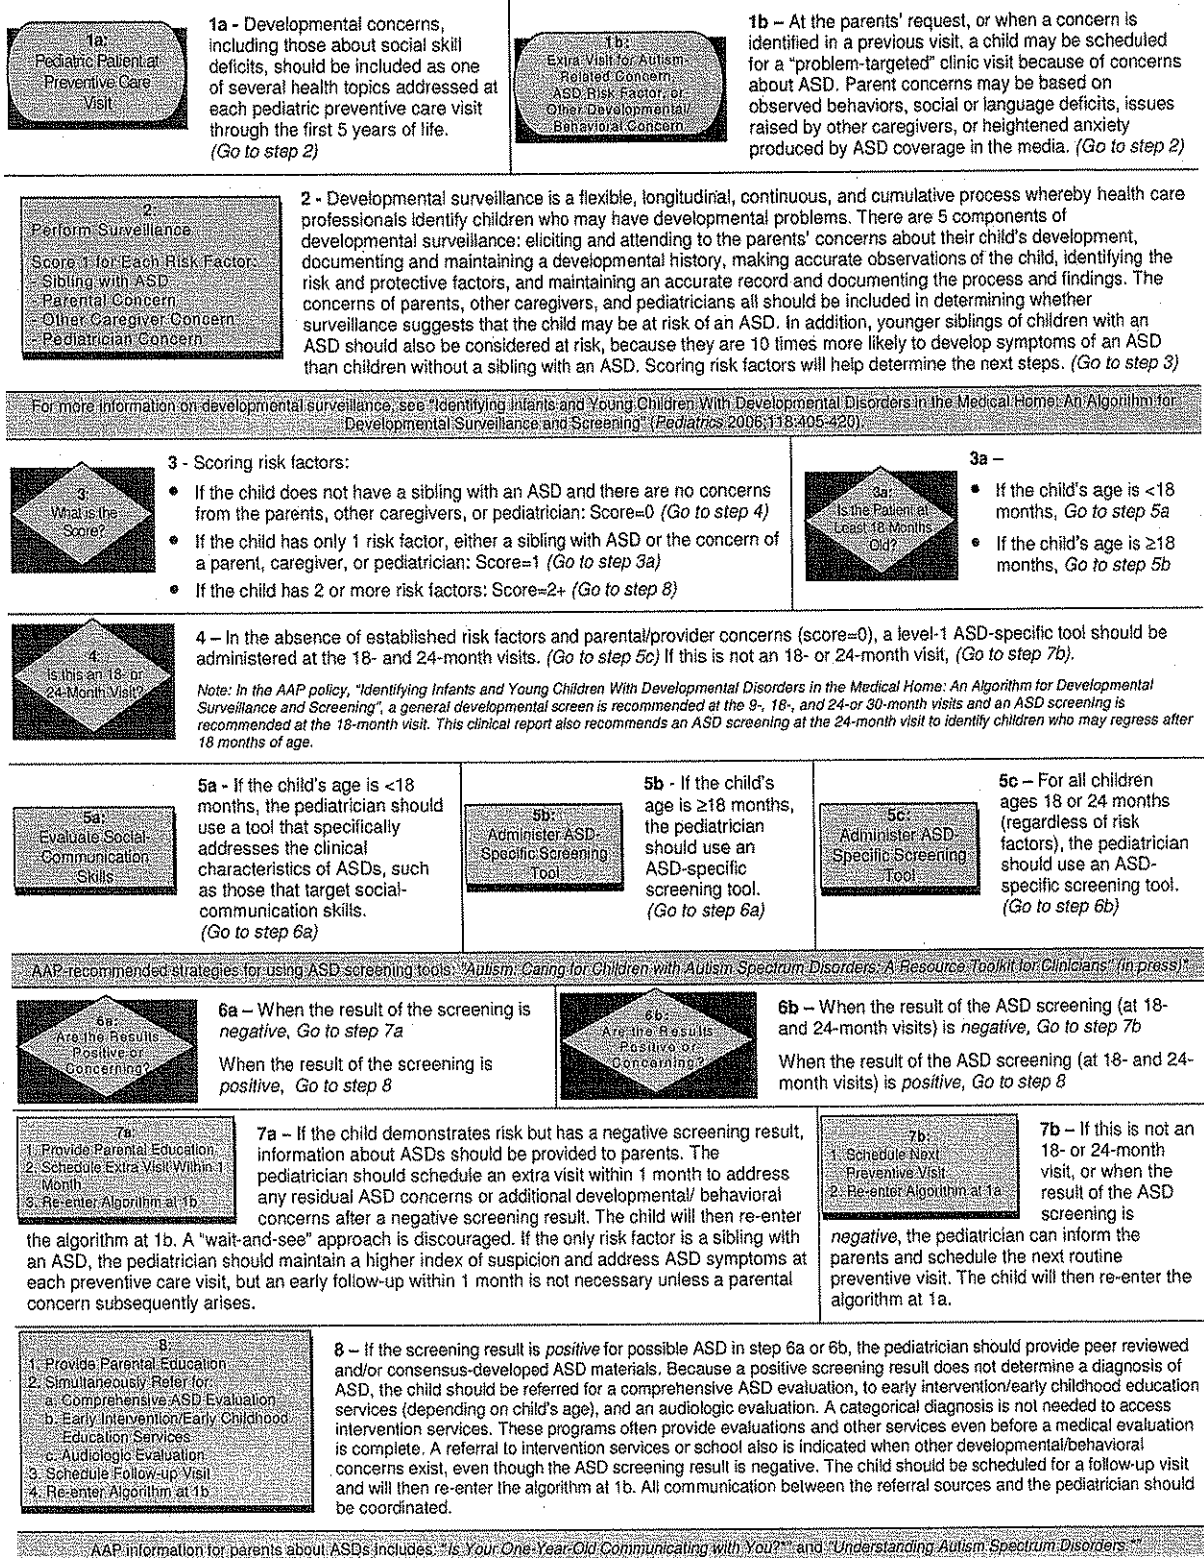 1a:
Pediatric Patient at
Preventive Care
Visit
1a - Developmental concerns,
including those about social skill
deficits, should be included as one
of several health topics addressed at
each pediatric preventive care visit
through the first 5 years of life.
(Go to step 2)
1b:
Extra Visit for Autism-
Related Concern,
ASD Risk Factor, or
Other Developmental/
Behavioral Concern
1b – At the parents' request, or when a concern is
identified in a previous visit, a child may be scheduled
for a "problem-targeted" clinic visit because of concerns
about ASD. Parent concerns may be based on
observed behaviors, social or language deficits, issues
raised by other caregivers, or heightened anxiety
produced by ASD coverage in the media. (Go to step 2)
2:
Perform Surveillance
Score 1 for Each Risk Factor:
- Sibling with ASD
- Parental Concern
- Other Caregiver Concern
- Pediatrician Concern
2 - Developmental surveillance is a flexible, longitudinal, continuous, and cumulative process whereby health care
professionals identify children who may have developmental problems. There are 5 components of
developmental surveillance: eliciting and attending to the parents' concerns about their child's development,
documenting and maintaining a developmental history, making accurate observations of the child, identifying the
risk and protective factors, and maintaining an accurate record and documenting the process and findings. The
concerns of parents, other caregivers, and pediatricians all should be included in determining whether
surveillance suggests that the child may be at risk of an ASD. In addition, younger siblings of children with an
ASD should also be considered at risk, because they are 10 times more likely to develop symptoms of an ASD
than children without a sibling with an ASD. Scoring risk factors will help determine the next steps. (Go to step 3)
For more information on developmental surveillance, see "Identifying Infants and Young Children With Developmental Disorders in the Medical Home: An Algorithm for
Developmental Surveillance and Screening" (Pediatrics 2006;118:405-420).
3:
What is the
Score?
3 - Scoring risk factors:
• If the child does not have a sibling with an ASD and there are no concerns
from the parents, other caregivers, or pediatrician: Score=0 (Go to step 4)
• If the child has only 1 risk factor, either a sibling with ASD or the concern of
a parent, caregiver, or pediatrician: Score=1 (Go to step 3a)
• If the child has 2 or more risk factors: Score=2+ (Go to step 8)
3a:
Is the Patient at
Least 18 Months
Old?
3a –
• If the child's age is <18
months, Go to step 5a
• If the child's age is ≥18
months, Go to step 5b
4:
Is this an 18- or
24-Month Visit?
4 – In the absence of established risk factors and parental/provider concerns (score=0), a level-1 ASD-specific tool should be
administered at the 18- and 24-month visits. (Go to step 5c) If this is not an 18- or 24-month visit, (Go to step 7b).
Note: In the AAP policy, "Identifying Infants and Young Children With Developmental Disorders in the Medical Home: An Algorithm for Developmental
Surveillance and Screening", a general developmental screen is recommended at the 9-, 18-, and 24-or 30-month visits and an ASD screening is
recommended at the 18-month visit. This clinical report also recommends an ASD screening at the 24-month visit to identify children who may regress after
18 months of age.
5a:
Evaluate Social-
Communication
Skills
5a - If the child's age is <18
months, the pediatrician should
use a tool that specifically
addresses the clinical
characteristics of ASDs, such
as those that target social-
communication skills.
(Go to step 6a)
5b:
Administer ASD-
Specific Screening
Tool
5b - If the child's
age is ≥18 months,
the pediatrician
should use an
ASD-specific
screening tool.
(Go to step 6a)
5c:
Administer ASD-
Specific Screening
Tool
5c – For all children
ages 18 or 24 months
(regardless of risk
factors), the pediatrician
should use an ASD-
specific screening tool.
(Go to step 6b)
AAP-recommended strategies for using ASD screening tools: "Autism: Caring for Children with Autism Spectrum Disorders: A Resource Toolkit for Clinicians" (in press)*
6a:
Are the Results
Positive or
Concerning?
6a – When the result of the screening is
negative, Go to step 7a
When the result of the screening is
positive, Go to step 8
6b:
Are the Results
Positive or
Concerning?
6b – When the result of the ASD screening (at 18-
and 24-month visits) is negative, Go to step 7b
When the result of the ASD screening (at 18- and 24-
month visits) is positive, Go to step 8
7a:
1. Provide Parental Education
2. Schedule Extra Visit Within 1
Month
3. Re-enter Algorithm at 1b
7a – If the child demonstrates risk but has a negative screening result,
information about ASDs should be provided to parents. The
pediatrician should schedule an extra visit within 1 month to address
any residual ASD concerns or additional developmental/ behavioral
concerns after a negative screening result. The child will then re-enter
the algorithm at 1b. A "wait-and-see" approach is discouraged. If the only risk factor is a sibling with
an ASD, the pediatrician should maintain a higher index of suspicion and address ASD symptoms at
each preventive care visit, but an early follow-up within 1 month is not necessary unless a parental
concern subsequently arises.
7b:
1. Schedule Next
Preventive Visit
2. Re-enter Algorithm at 1a
7b – If this is not an
18- or 24-month
visit, or when the
result of the ASD
screening is
negative, the pediatrician can inform the
parents and schedule the next routine
preventive visit. The child will then re-enter the
algorithm at 1a.
8:
1. Provide Parental Education
2. Simultaneously Refer for:
a. Comprehensive ASD Evaluation
b. Early Intervention/Early Childhood
Education Services
c. Audiologic Evaluation
3. Schedule Follow-up Visit
4. Re-enter Algorithm at 1b
8 – If the screening result is positive for possible ASD in step 6a or 6b, the pediatrician should provide peer reviewed
and/or consensus-developed ASD materials. Because a positive screening result does not determine a diagnosis of
ASD, the child should be referred for a comprehensive ASD evaluation, to early intervention/early childhood education
services (depending on child's age), and an audiologic evaluation. A categorical diagnosis is not needed to access
intervention services. These programs often provide evaluations and other services even before a medical evaluation
is complete. A referral to intervention services or school also is indicated when other developmental/behavioral
concerns exist, even though the ASD screening result is negative. The child should be scheduled for a follow-up visit
and will then re-enter the algorithm at 1b. All communication between the referral sources and the pediatrician should
be coordinated.
AAP information for parents about ASDs includes: "Is Your One-Year-Old Communicating with You?*" and "Understanding Autism Spectrum Disorders.*"